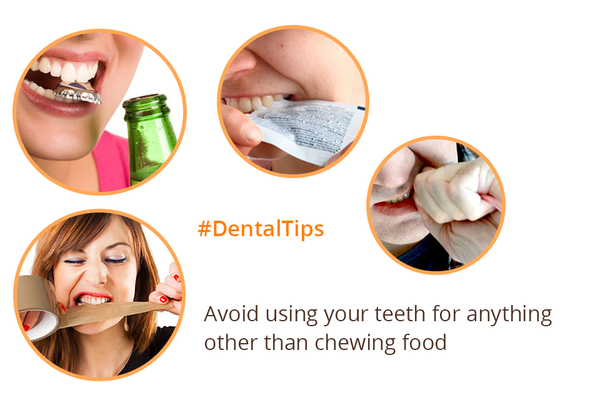 #DentalTips
Avoid using your teeth for anything
other than chewing food